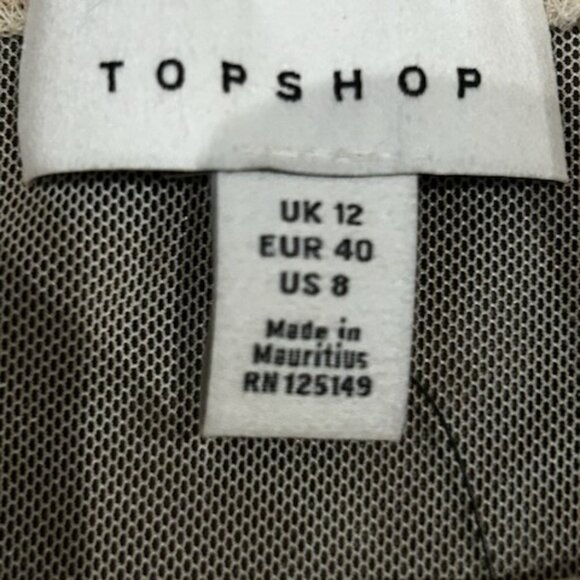 TOPSHOP
UK 12
EUR 40
US 8
Made in
Mauritius
RN 125149